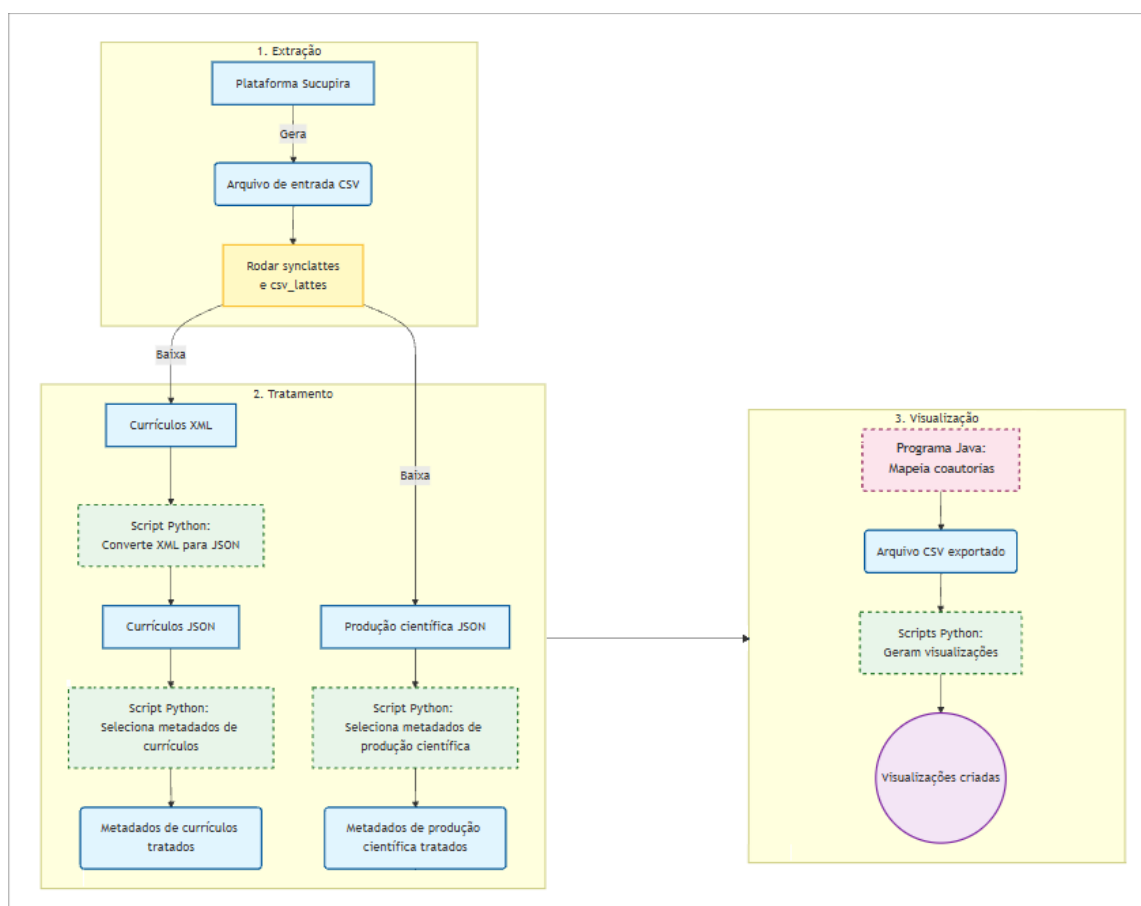 1. Extração
Plataforma Sucupira
Gera
Arquivo de entrada CSV
Rodar synclattes
e csv_lattes
Baixa
Baixa
2. Tratamento
Currículos XML
Script Python:
Converte XML para JSON
Currículos JSON
Script Python:
Seleciona metadados de
currículos
Metadados de currículos
tratados
Produção científica JSON
Script Python:
Seleciona metadados de
produção científica
Metadados de produção
científica tratados
3. Visualização
Programa Java:
Mapeia coautorias
Arquivo CSV exportado
Scripts Python:
Geram visualizações
Visualizações criadas